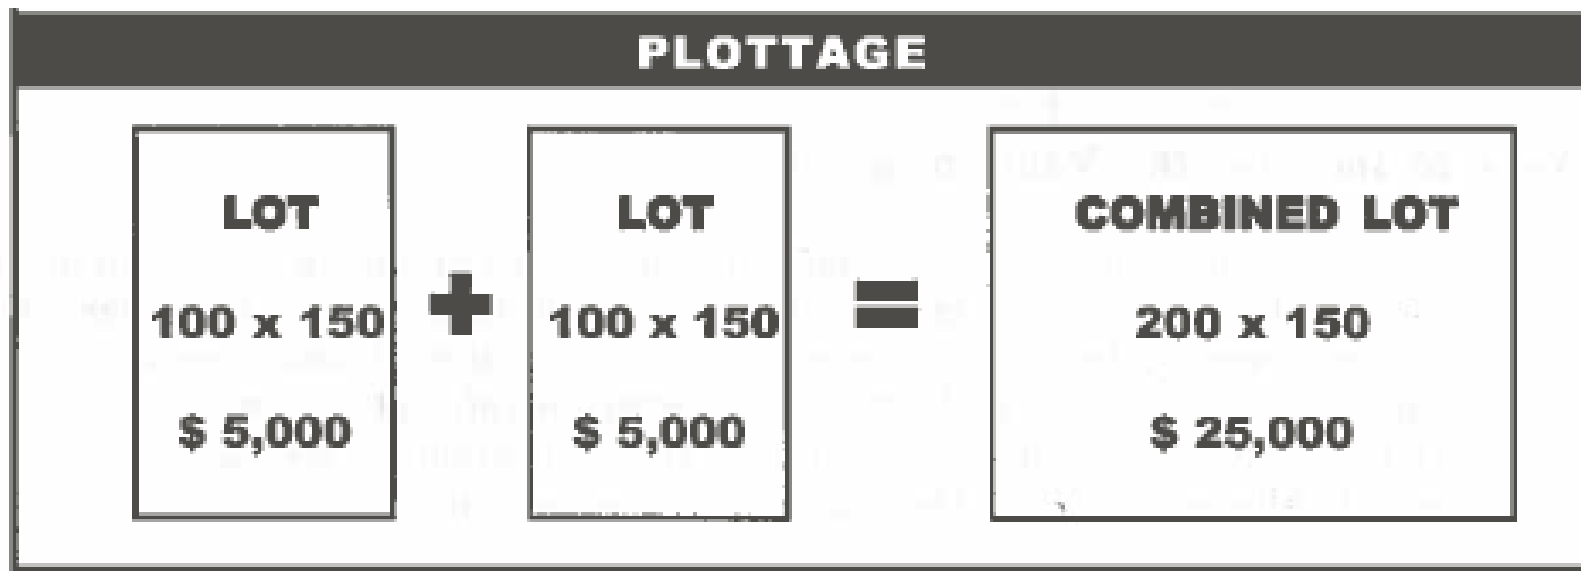 PLOTTAGE
LOT
100 x 150
$ 5,000
+
LOT
100 x 150
$ 5,000
=
COMBINED LOT
200 x 150
$ 25,000